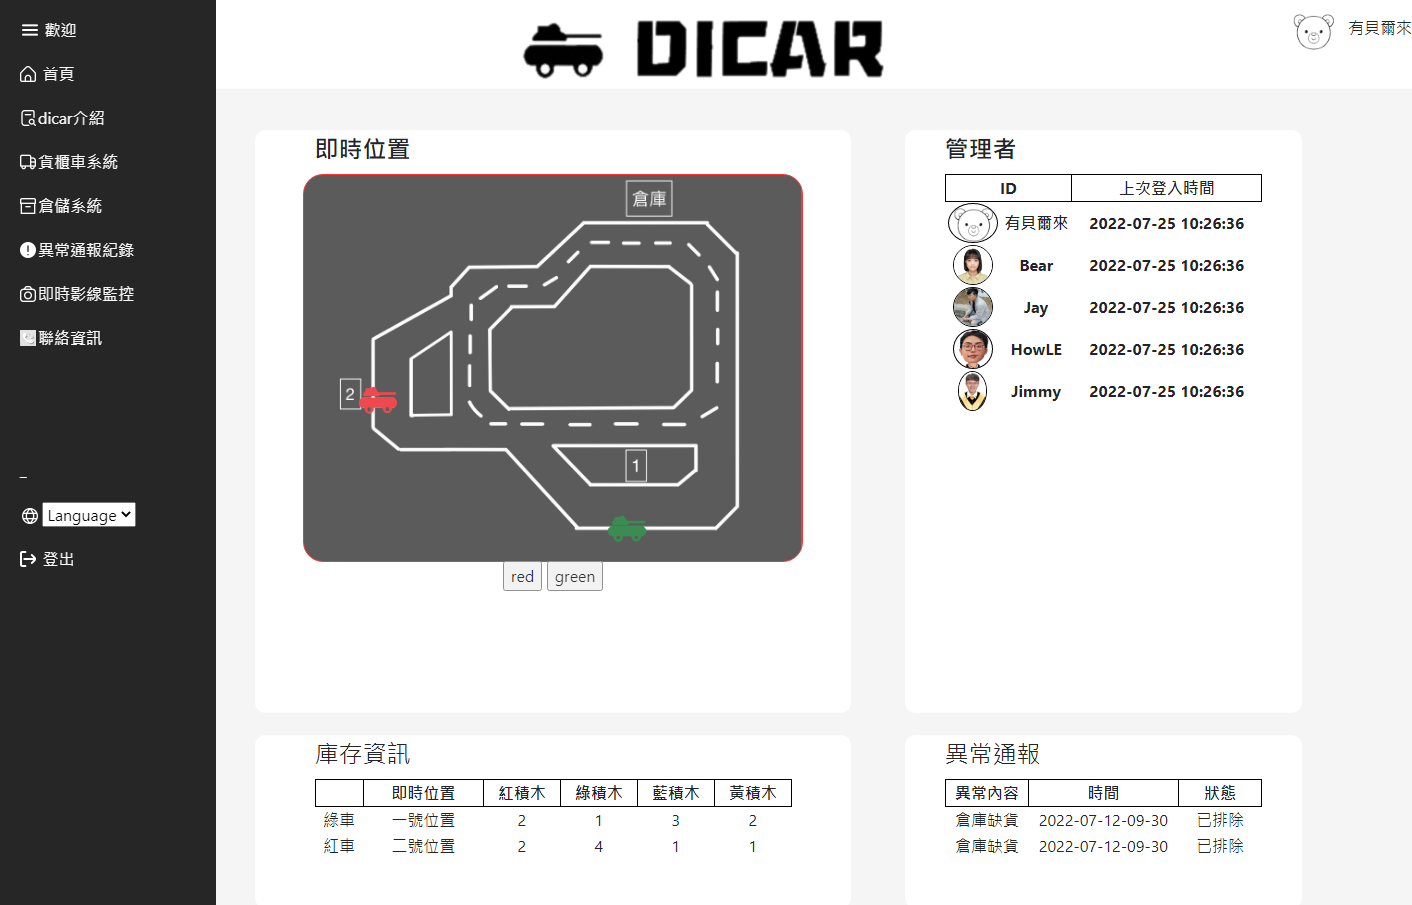 歡迎
首頁
dicar介紹
貨櫃車系統
倉儲系統
異常通報紀錄
即時影線監控
聯絡資訊
_
Language
登出
DICAR
有貝爾來
即時位置
倉庫
2
1
red green
管理者
ID 上次登入時間
有貝爾來 2022-07-25 10:26:36
Bear 2022-07-25 10:26:36
Jay 2022-07-25 10:26:36
HowLE 2022-07-25 10:26:36
Jimmy 2022-07-25 10:26:36
庫存資訊
即時位置 紅積木 綠積木 藍積木 黃積木
綠車 一號位置 2 1 3 2
紅車 二號位置 2 4 1 1
異常通報
異常內容 時間 狀態
倉庫缺貨 2022-07-12-09-30 已排除
倉庫缺貨 2022-07-12-09-30 已排除